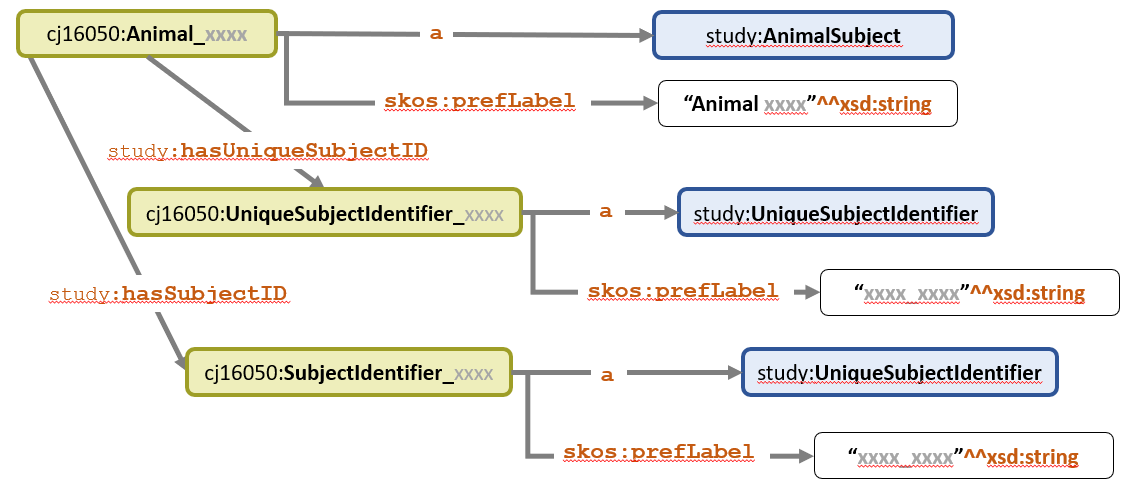 cj16050:Animal_xxxx
a
study:AnimalSubject
skos:prefLabel
“Animal xxxx”^^xsd:string
study:hasUniqueSubjectID
cj16050:UniqueSubjectIdentifier_xxxx
a
study:UniqueSubjectIdentifier
study:hasSubjectID
skos:prefLabel
“xxxx_xxxx”^^xsd:string
cj16050:SubjectIdentifier_xxxx
a
study:UniqueSubjectIdentifier
skos:prefLabel
“xxxx_xxxx”^^xsd:string